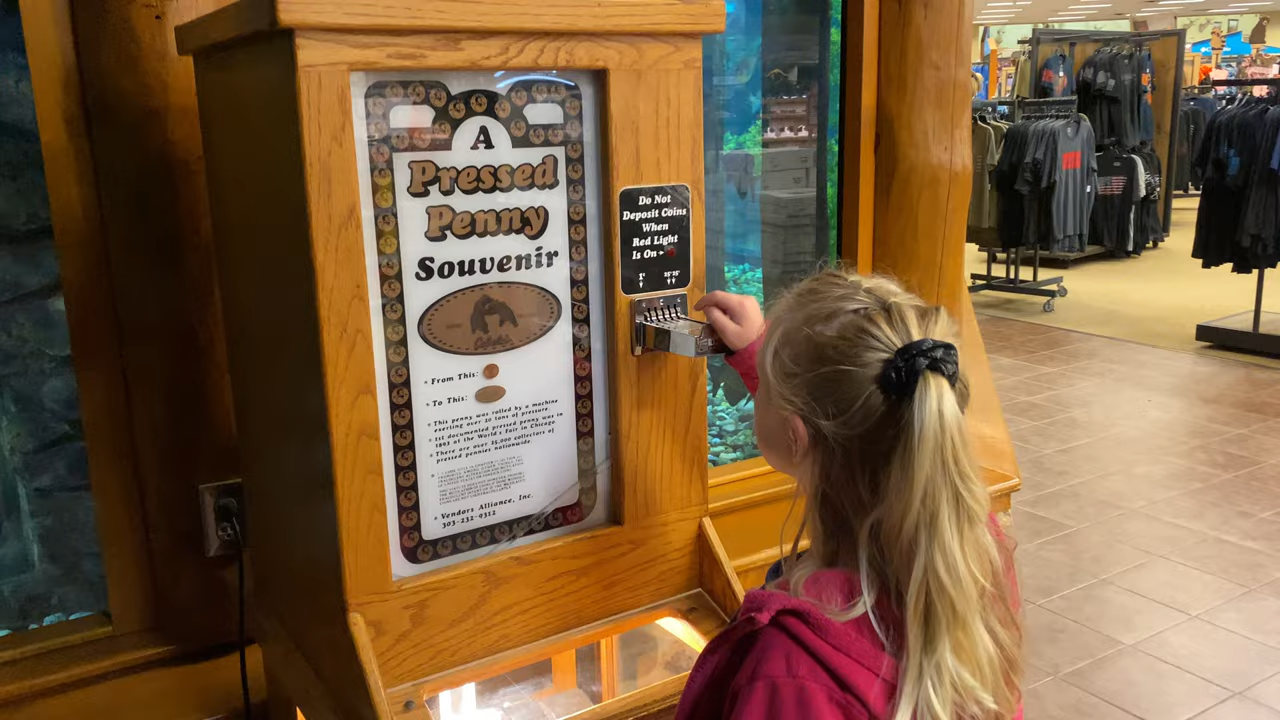 A
Pressed
Penny
Souvenir
Cabela's
From This:
To This:
This penny was rolled by a machine
exerting over 20 tons of pressure.
1st documented pressed penny was in
1893 at the World's Fair in Chicago.
There are over 25,000 collectors of
pressed pennies nationwide.
Vendors Alliance, Inc.
303-232-9312
Do Not
Deposit Coins
When
Red Light
Is On
1¢ 25¢ 25¢